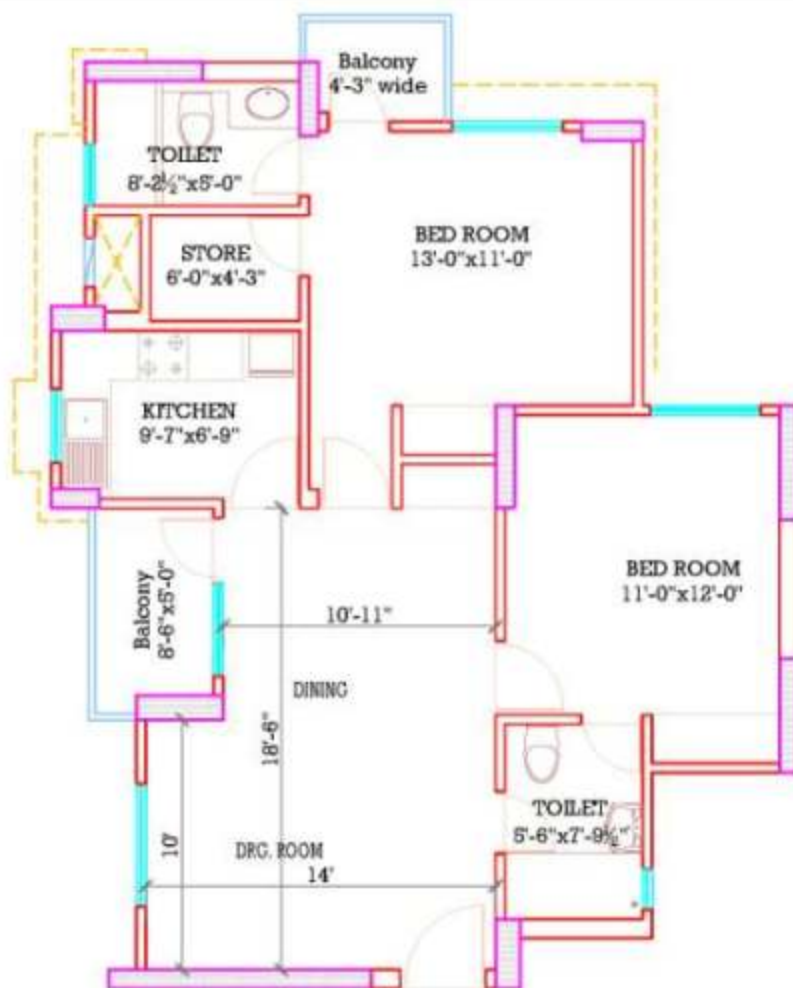 Balcony
4'-3" wide
TOILET
8'-2½"x5'-0"
BED ROOM
13'-0"x11'-0"
STORE
6'-0"x4'-3"
KITCHEN
9'-7"x6'-9"
Balcony
8'-6"x5'-0"
10'-11"
BED ROOM
11'-0"x12'-0"
DINING
18'-6"
TOILET
5'-6"x7'-9½"
10'
DRG. ROOM
14'